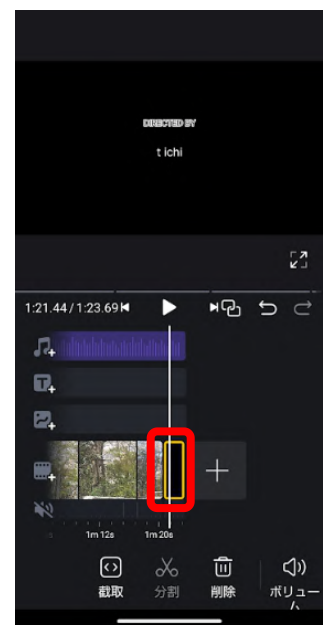 DIRECTED BY
t ichi
1:21.44/1:23.69
1m 12s
1m 20s
截取
分割
削除
ボリュー
ム